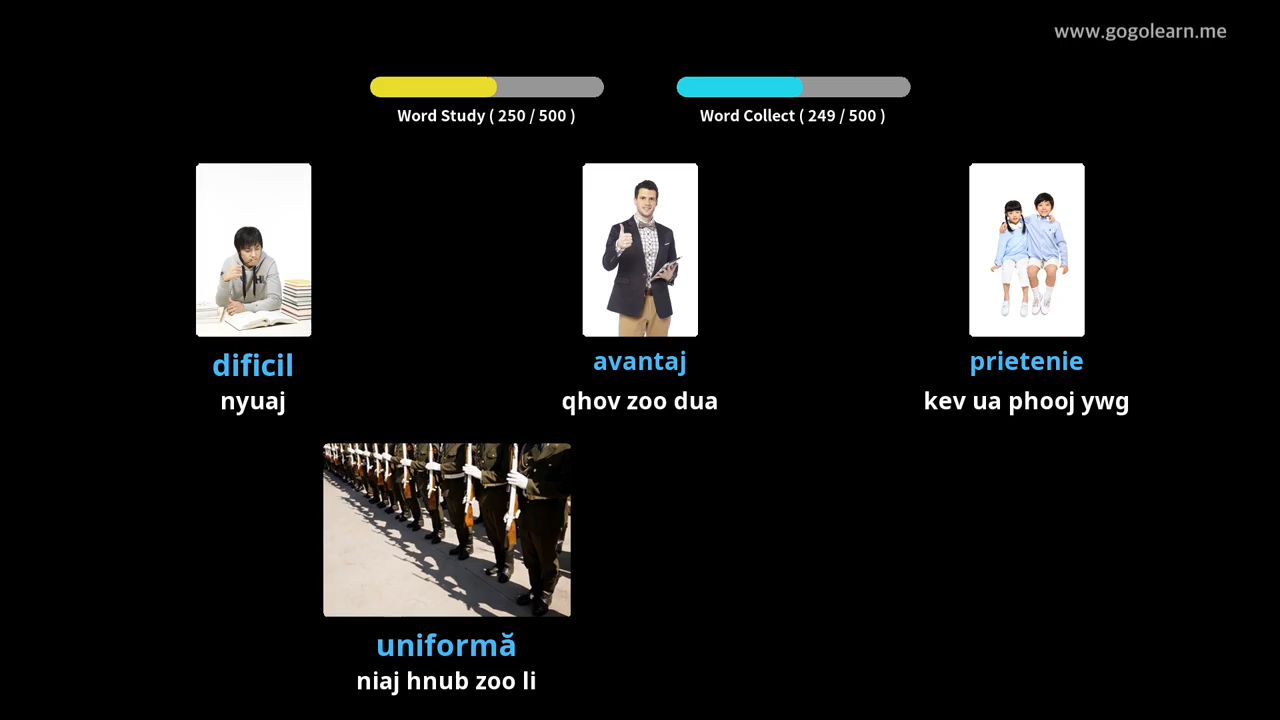 www.gogolearn.me
Word Study ( 250 / 500 )
Word Collect ( 249 / 500 )
dificil
nyuaj
avantaj
qhov zoo dua
prietenie
kev ua phooj ywg
uniformă
niaj hnub zoo li